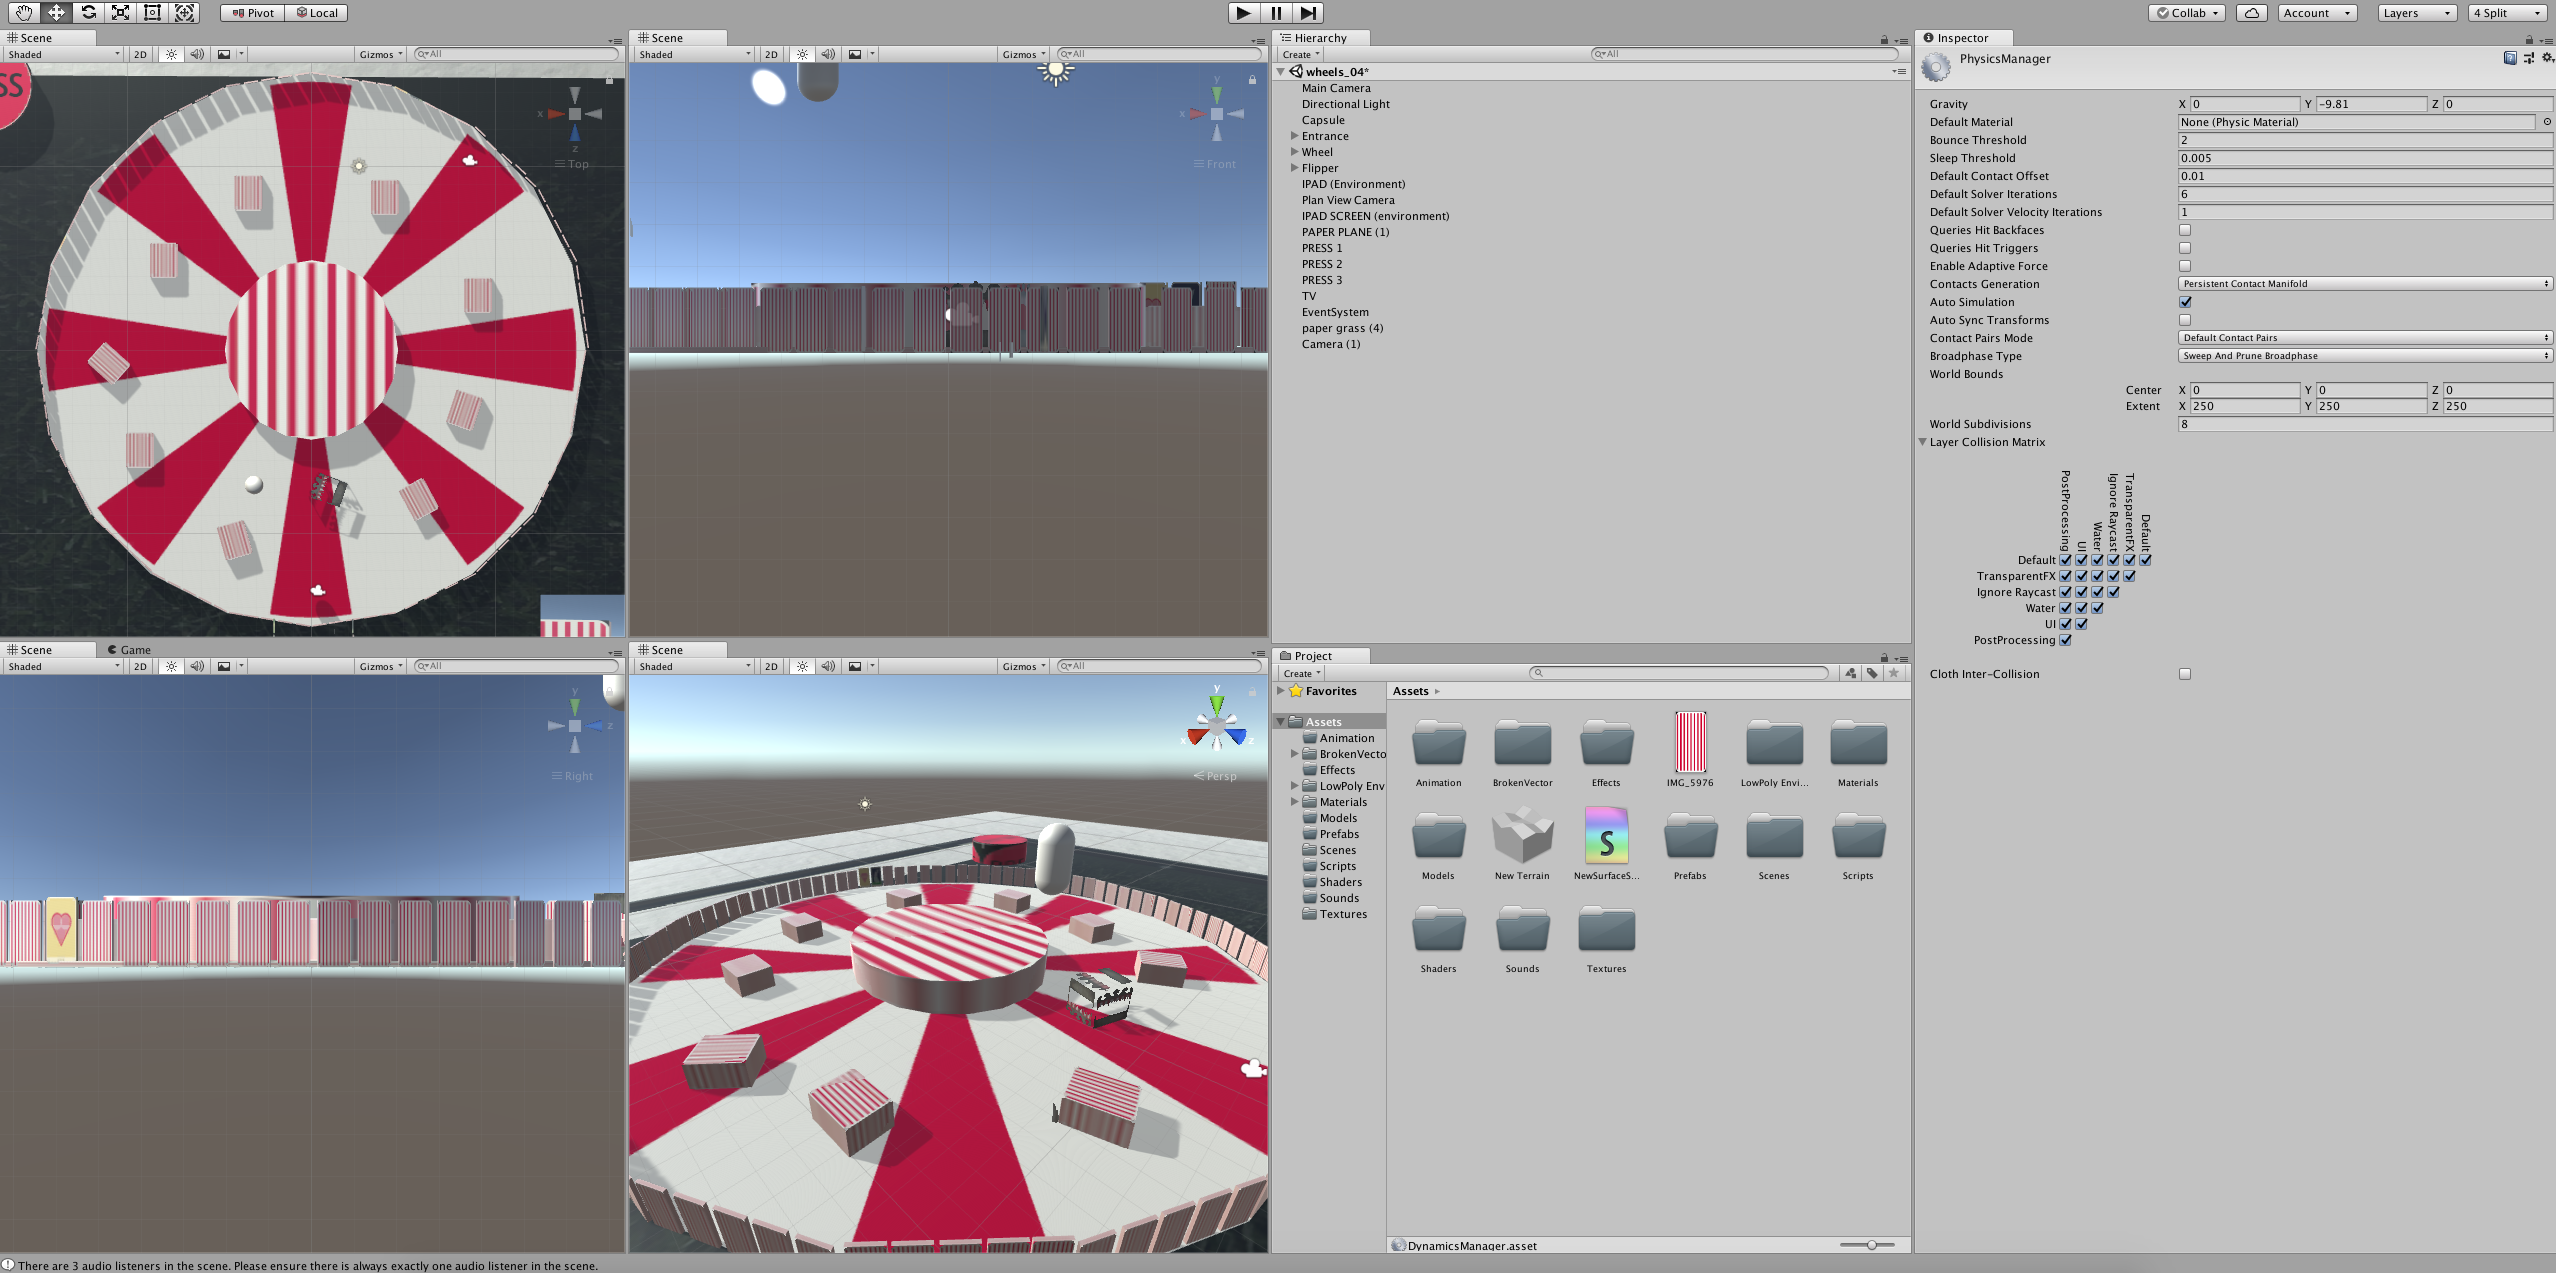 Pivot Local
Collab Account Layers 4 Split
Scene
Shaded 2D Gizmos All
SS
x z Top
Scene
Shaded 2D Gizmos All
y x Front
Scene Game
Shaded 2D Gizmos All
y z Right
Scene
Shaded 2D Gizmos All
y x z Persp
Hierarchy
Create All
wheels_04*
Main Camera
Directional Light
Capsule
Entrance
Wheel
Flipper
IPAD (Environment)
Plan View Camera
IPAD SCREEN (environment)
PAPER PLANE (1)
PRESS 1
PRESS 2
PRESS 3
TV
EventSystem
paper grass (4)
Camera (1)
Project
Create
Favorites
Assets
Animation
BrokenVecto
Effects
LowPoly Env
Materials
Models
Prefabs
Scenes
Scripts
Shaders
Sounds
Textures
Assets
Animation BrokenVector Effects IMG_5976 LowPoly Envi... Materials
S
Models New Terrain NewSurfaceS... Prefabs Scenes Scripts
Shaders Sounds Textures
DynamicsManager.asset
Inspector
PhysicsManager
Gravity X 0 Y -9.81 Z 0
Default Material None (Physic Material)
Bounce Threshold 2
Sleep Threshold 0.005
Default Contact Offset 0.01
Default Solver Iterations 6
Default Solver Velocity Iterations 1
Queries Hit Backfaces
Queries Hit Triggers
Enable Adaptive Force
Contacts Generation Persistent Contact Manifold
Auto Simulation
Auto Sync Transforms
Contact Pairs Mode Default Contact Pairs
Broadphase Type Sweep And Prune Broadphase
World Bounds
Center X 0 Y 0 Z 0
Extent X 250 Y 250 Z 250
World Subdivisions 8
Layer Collision Matrix
PostProcessing UI Water Ignore Raycast TransparentFX Default
Default
TransparentFX
Ignore Raycast
Water
UI
PostProcessing
Cloth Inter-Collision
There are 3 audio listeners in the scene. Please ensure there is always exactly one audio listener in the scene.